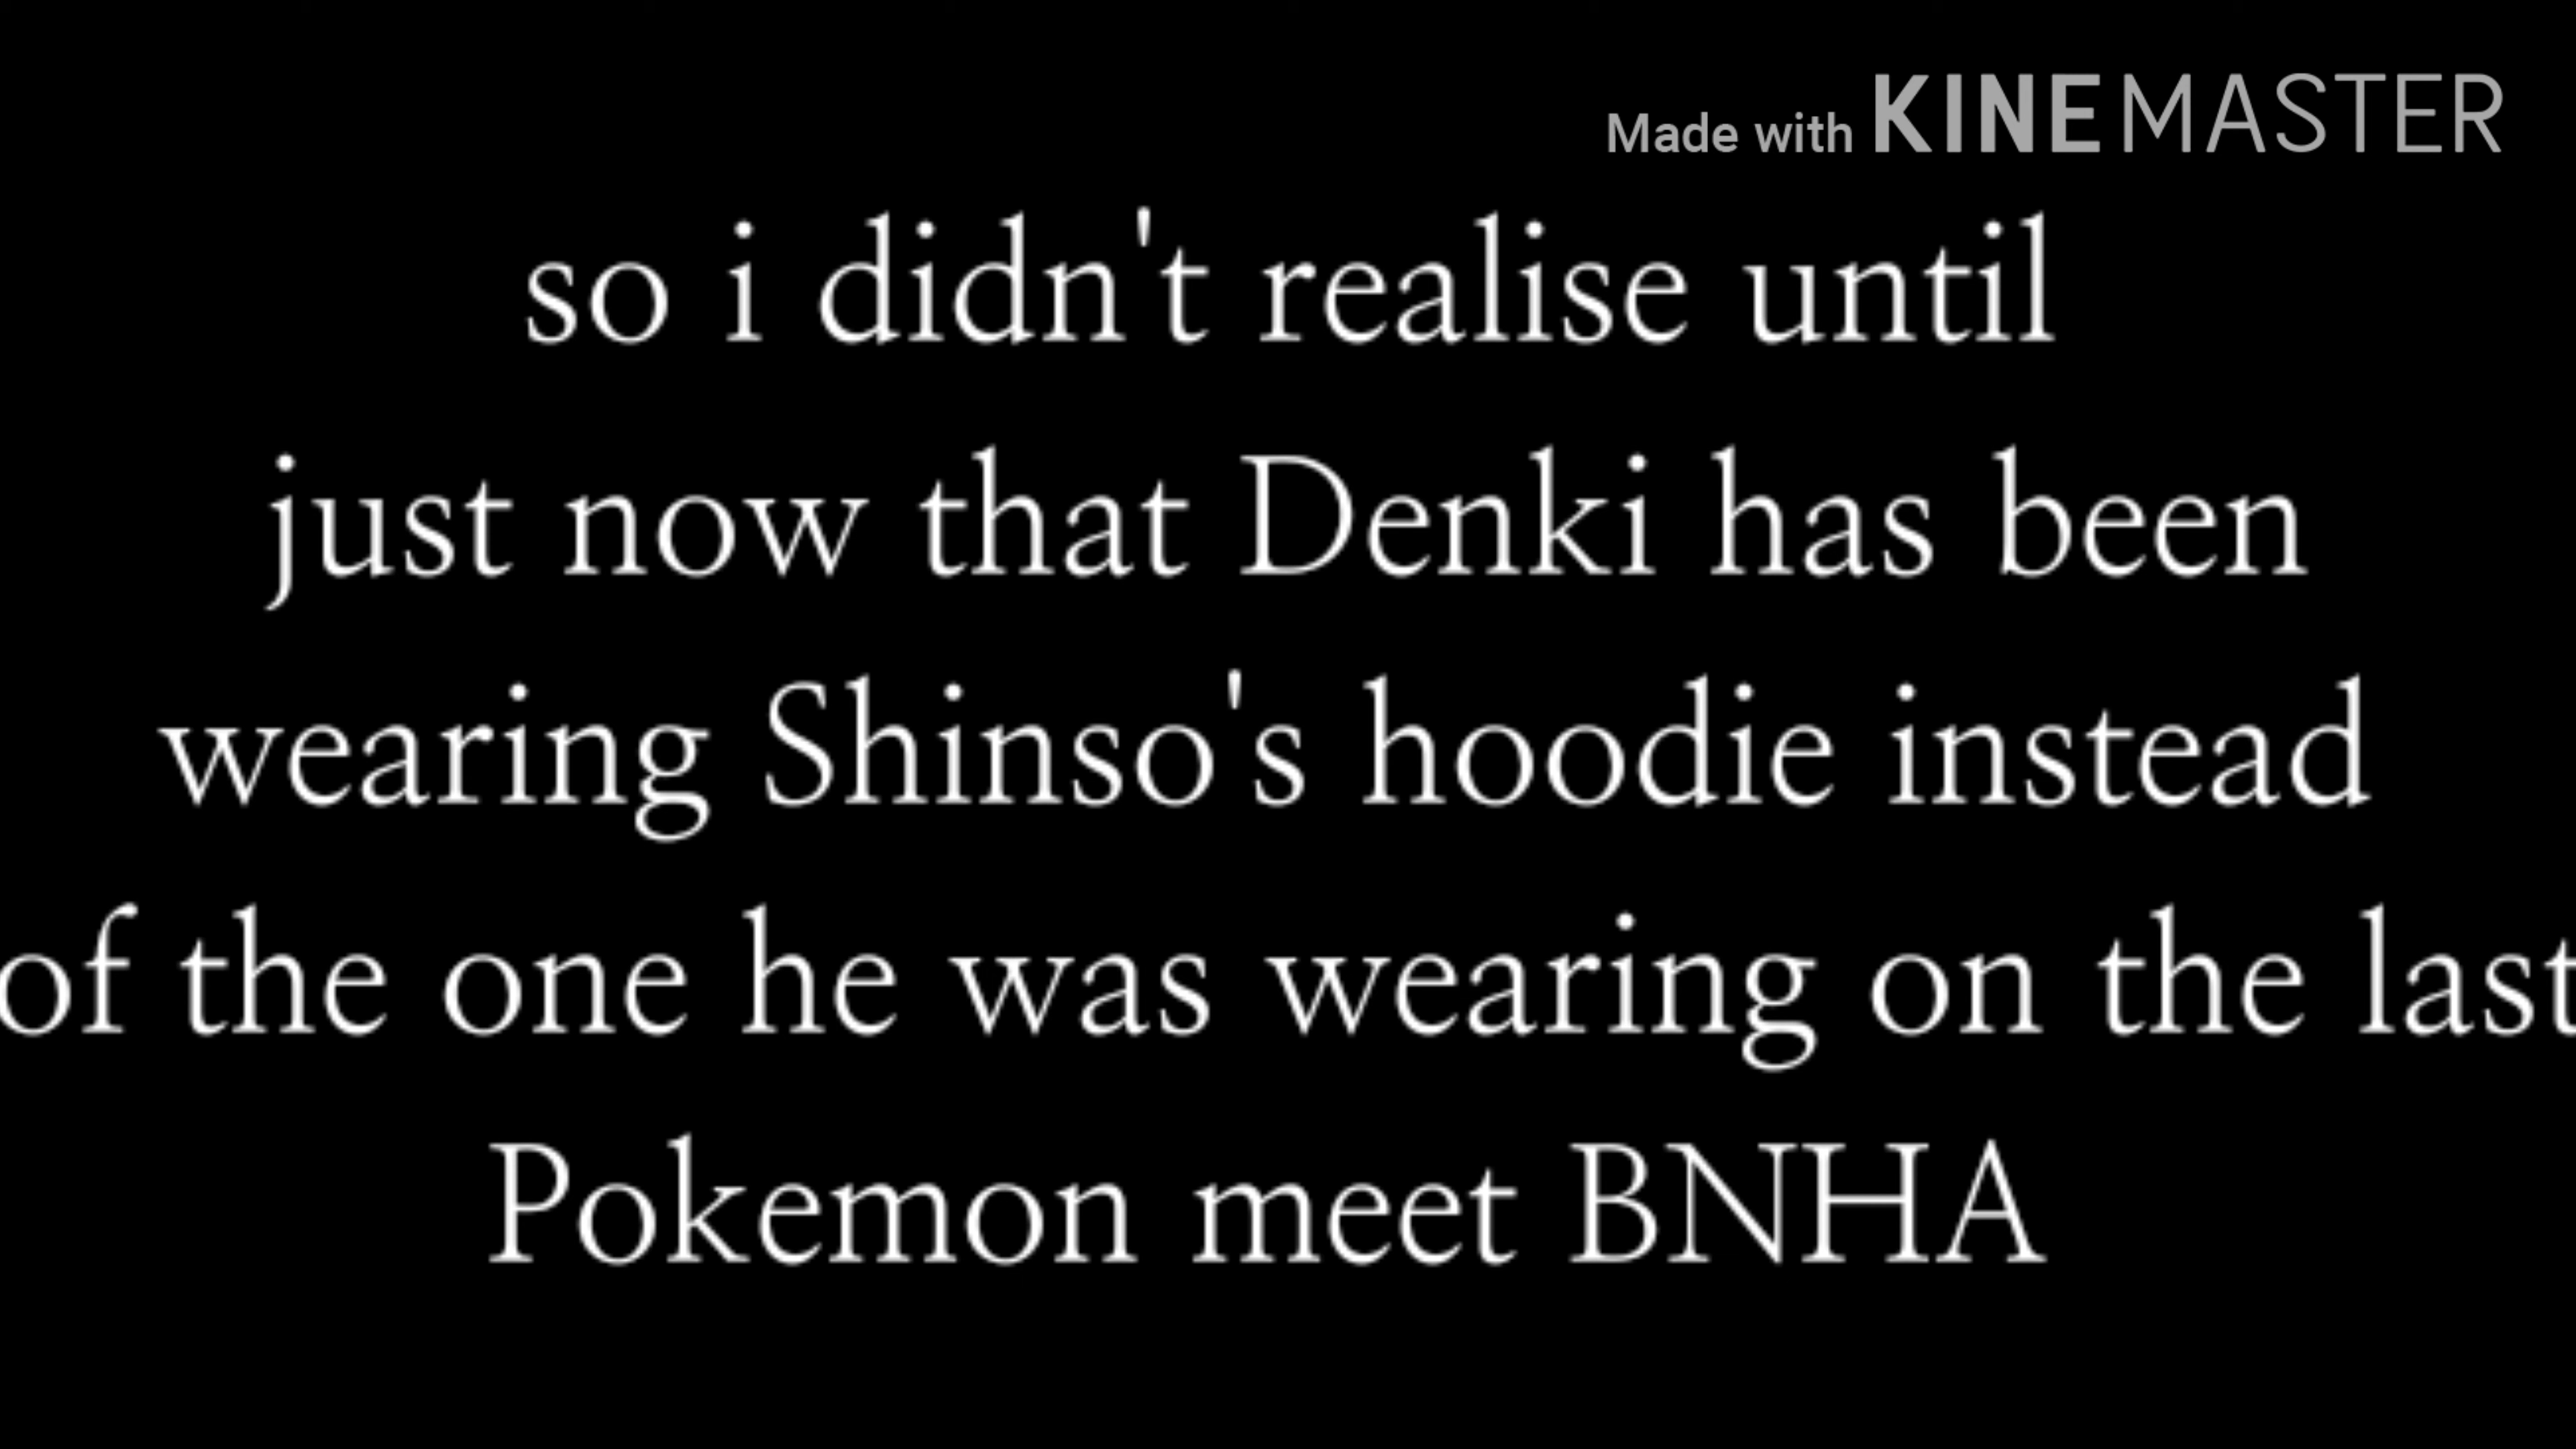 Made with KINEMASTER
so i didn't realise until
just now that Denki has been
wearing Shinso's hoodie instead
of the one he was wearing on the last
Pokemon meet BNHA